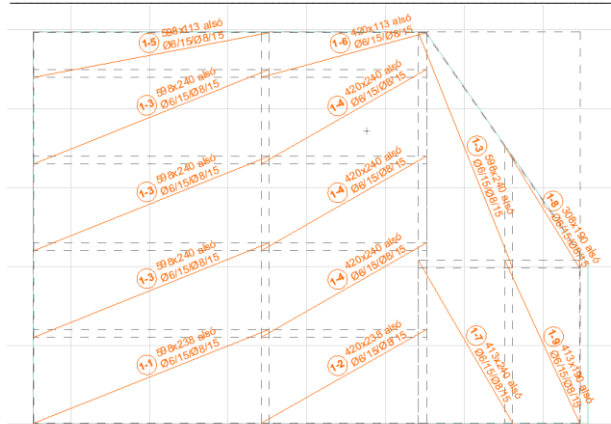 1-5 598x113 alsó
Ø6/15/Ø8/15
1-6 420x113 alsó
Ø6/15/Ø8/15
1-3 598x240 alsó
Ø6/15/Ø8/15
1-4 420x240 alsó
Ø6/15/Ø8/15
1-3 598x240 alsó
Ø6/15/Ø8/15
1-4 420x240 alsó
Ø6/15/Ø8/15
1-3 598x240 alsó
Ø6/15/Ø8/15
1-4 420x240 alsó
Ø6/15/Ø8/15
1-1 598x238 alsó
Ø6/15/Ø8/15
1-2 420x238 alsó
Ø6/15/Ø8/15
1-3 598x240 alsó
Ø6/15/Ø8/15
1-8 308x190 alsó
Ø6/15/Ø8/15
1-7 413x240 alsó
Ø6/15/Ø8/15
1-9 413x190 alsó
Ø6/15/Ø8/15